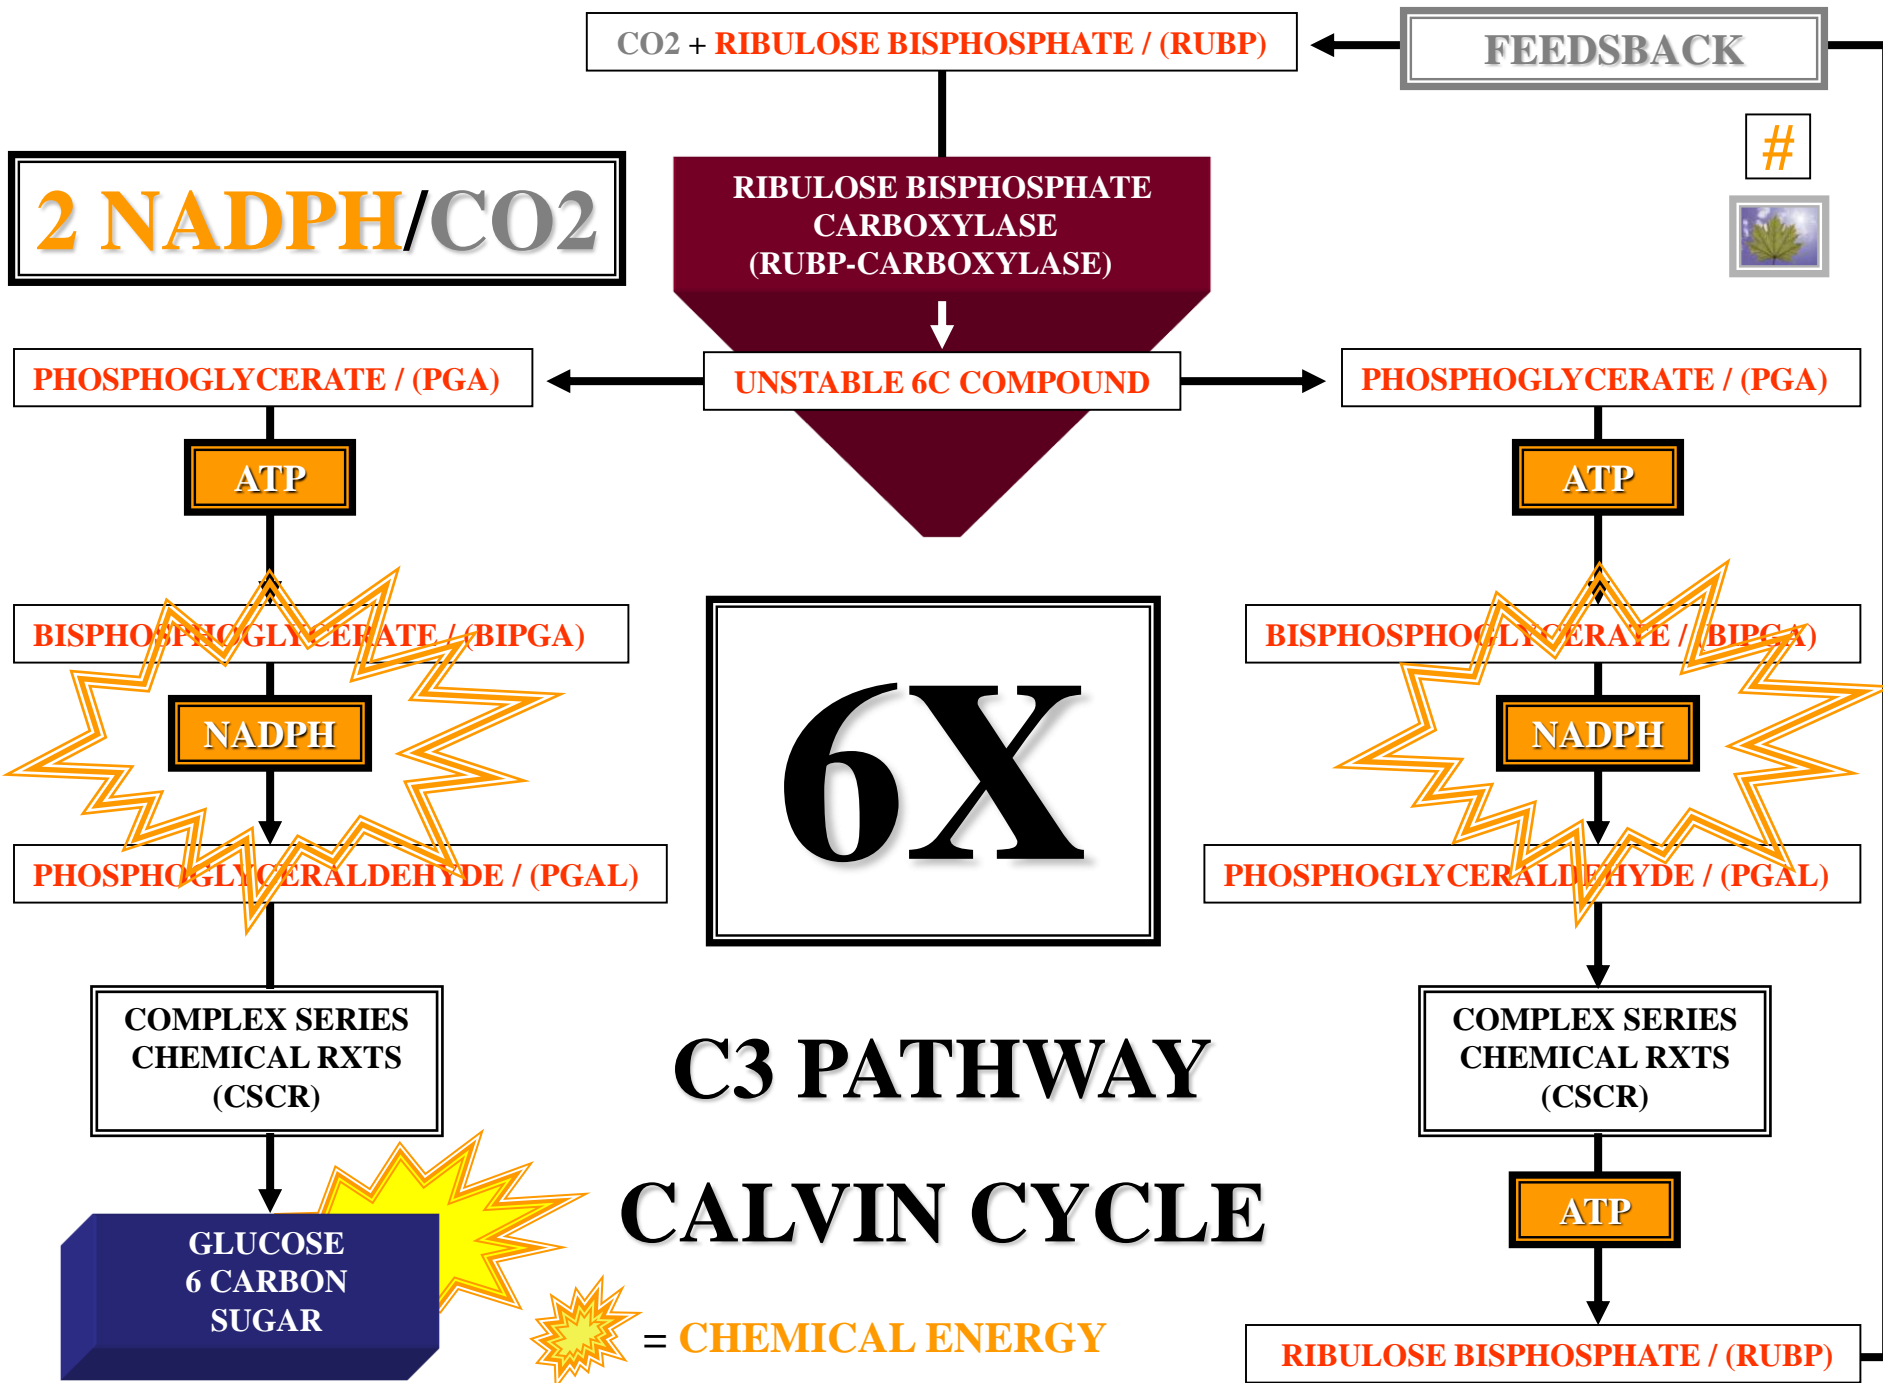 CO2 + RIBULOSE BISPHOSPHATE / (RUBP)
FEEDSBACK
#
2 NADPH/CO2
RIBULOSE BISPHOSPHATE
CARBOXYLASE
(RUBP-CARBOXYLASE)
PHOSPHOGLYCERATE / (PGA)
UNSTABLE 6C COMPOUND
PHOSPHOGLYCERATE / (PGA)
ATP
ATP
BISPHOSPHOGLYCERATE / (BIPGA)
BISPHOSPHOGLYCERATE / (BIPGA)
NADPH
6X
NADPH
PHOSPHOGLYCERALDEHYDE / (PGAL)
PHOSPHOGLYCERALDEHYDE / (PGAL)
COMPLEX SERIES
CHEMICAL RXTS
(CSCR)
C3 PATHWAY
COMPLEX SERIES
CHEMICAL RXTS
(CSCR)
CALVIN CYCLE
ATP
GLUCOSE
6 CARBON
SUGAR
= CHEMICAL ENERGY
RIBULOSE BISPHOSPHATE / (RUBP)